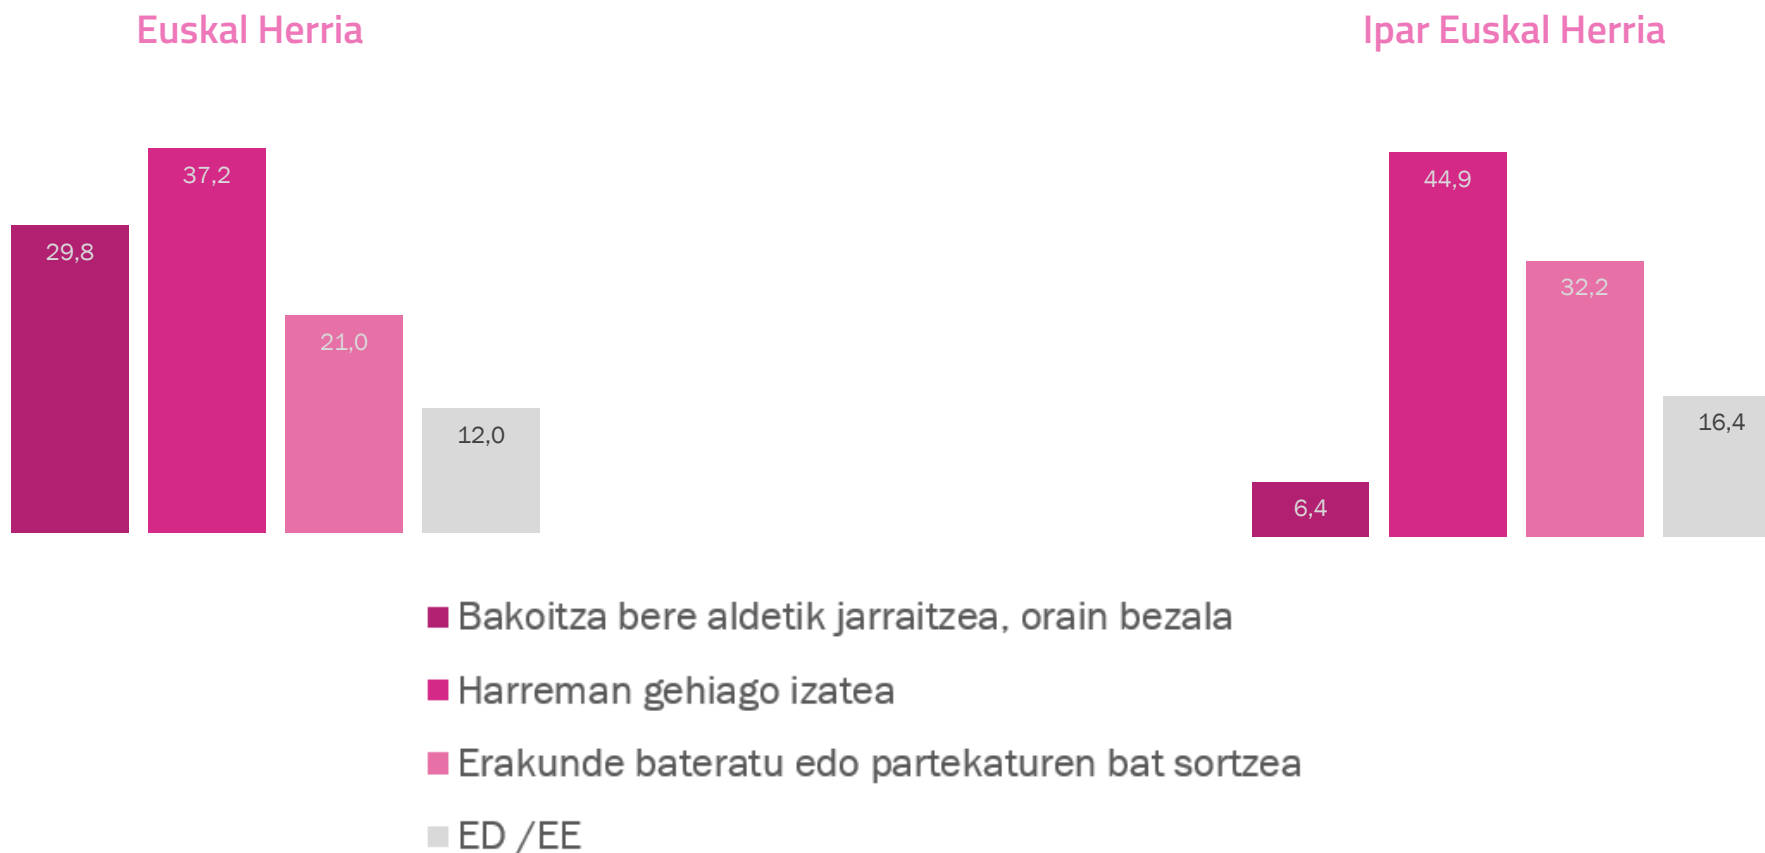 Euskal Herria
Ipar Euskal Herria
37,2
29,8
21,0
12,0
44,9
32,2
16,4
6,4
Bakoitza bere aldetik jarraitzea, orain bezala
Harreman gehiago izatea
Erakunde bateratu edo partekaturen bat sortzea
ED /EE